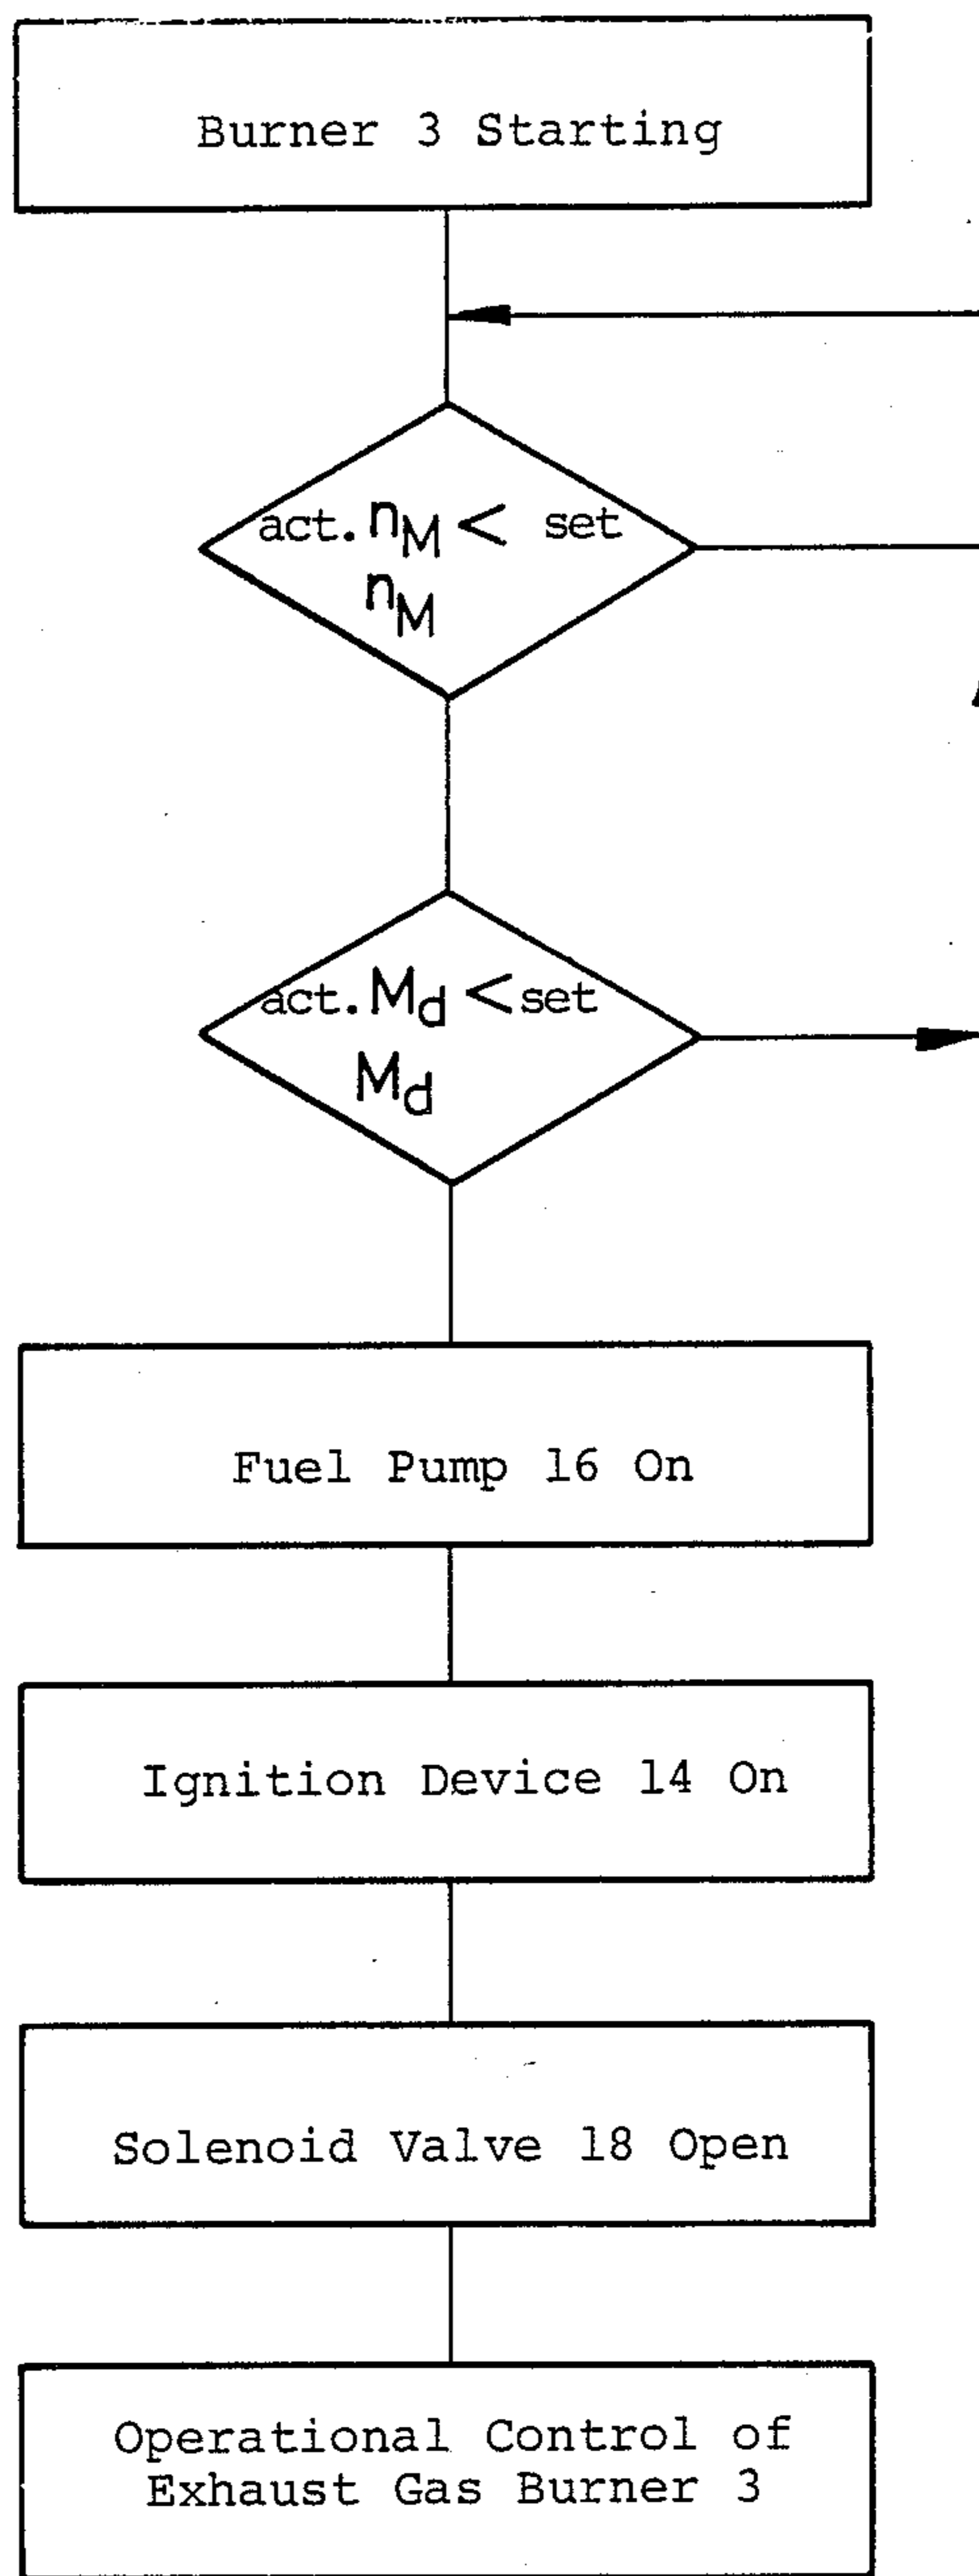 Burner 3 Starting
act. nM < set
nM
act. Md < set
Md
Fuel Pump 16 On
Ignition Device 14 On
Solenoid Valve 18 Open
Operational Control of
Exhaust Gas Burner 3